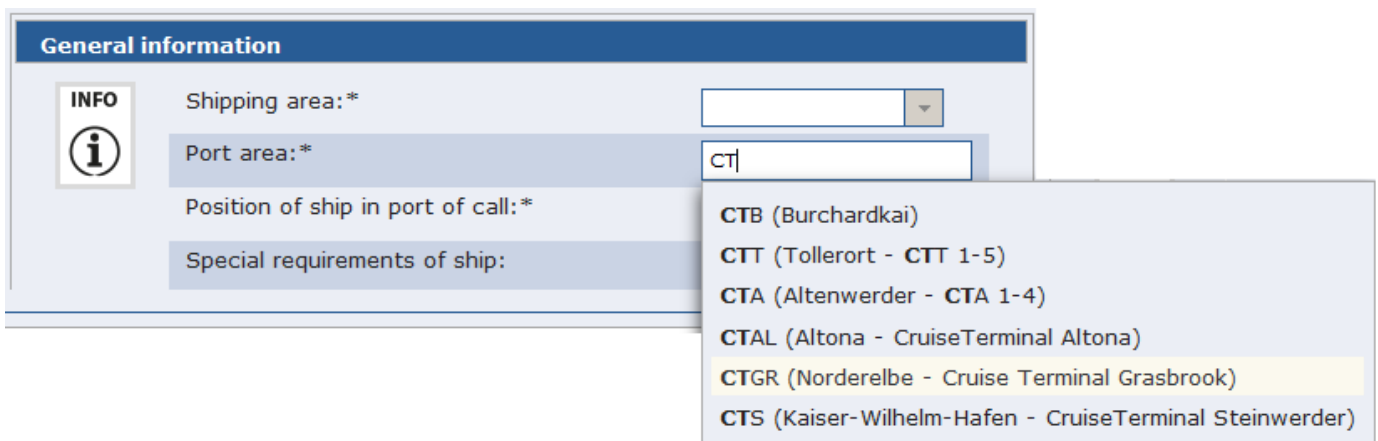 General information
INFO
Shipping area:*
Port area:*
CT
Position of ship in port of call:*
Special requirements of ship:
CTB (Burchardkai)
CTT (Tollerort - CTT 1-5)
CTA (Altenwerder - CTA 1-4)
CTAL (Altona - CruiseTerminal Altona)
CTGR (Norderelbe - Cruise Terminal Grasbrook)
CTS (Kaiser-Wilhelm-Hafen - CruiseTerminal Steinwerder)